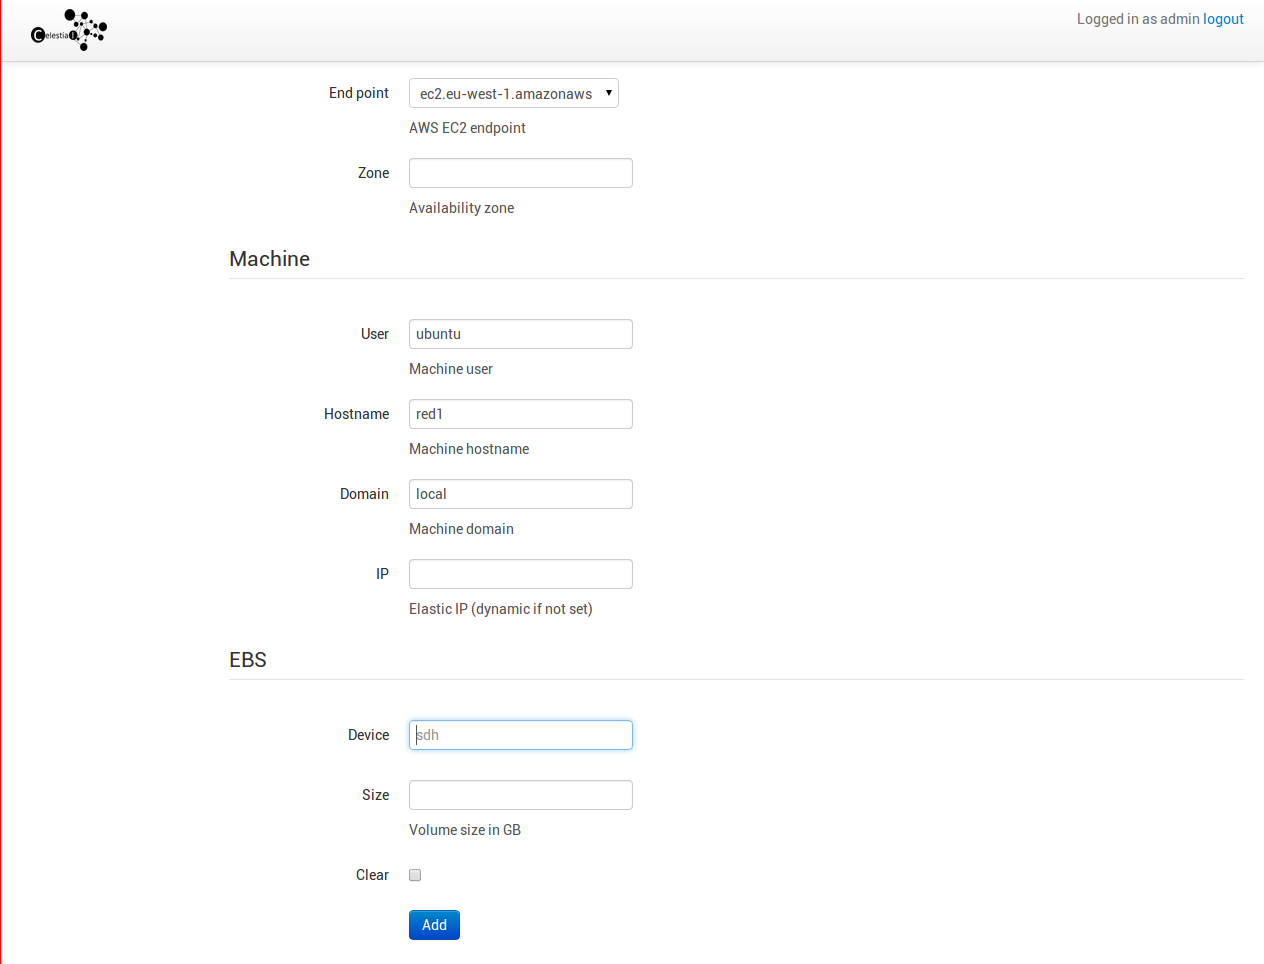 Celestial
Logged in as admin logout
End point ec2.eu-west-1.amazonaws
AWS EC2 endpoint
Zone
Availability zone
Machine
User ubuntu
Machine user
Hostname red1
Machine hostname
Domain local
Machine domain
IP
Elastic IP (dynamic if not set)
EBS
Device sdh
Size
Volume size in GB
Clear
Add